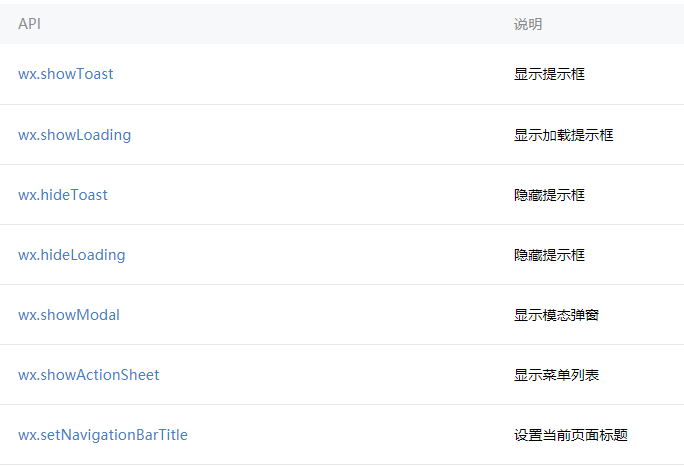 API 说明
wx.showToast 显示提示框
wx.showLoading 显示加载提示框
wx.hideToast 隐藏提示框
wx.hideLoading 隐藏提示框
wx.showModal 显示模态弹窗
wx.showActionSheet 显示菜单列表
wx.setNavigationBarTitle 设置当前页面标题